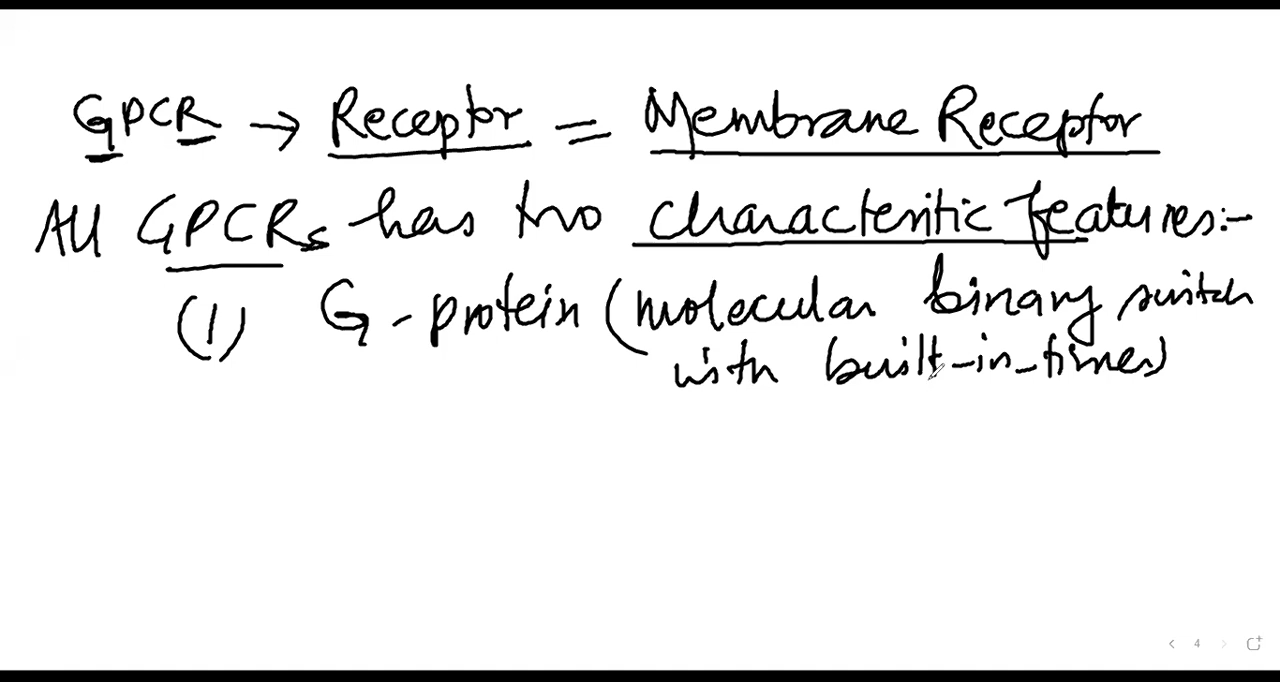 GPCR → Receptor = Membrane Receptor
All GPCRs has two characteritic features:-
(1) G-protein (molecular binary switch
with built-in-timer)
4